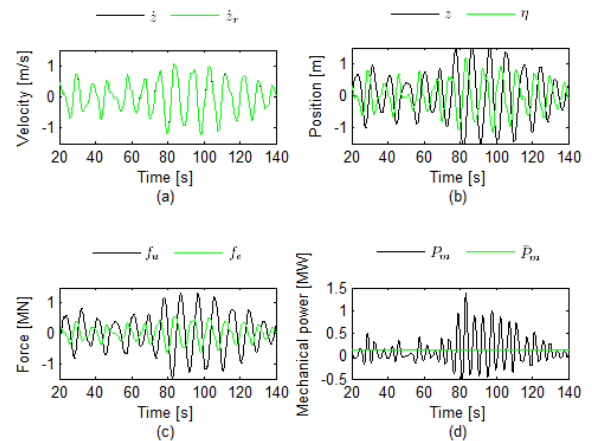 ż ż_r
Velocity [m/s]
1
0
-1
20 40 60 80 100 120 140
Time [s]
(a)
z η
Position [m]
1
0
-1
20 40 60 80 100 120 140
Time [s]
(b)
f_u f_e
Force [MN]
1
0
-1
20 40 60 80 100 120 140
Time [s]
(c)
P_m P̄_m
Mechanical power [MW]
1.5
1
0.5
0
-0.5
20 40 60 80 100 120 140
Time [s]
(d)